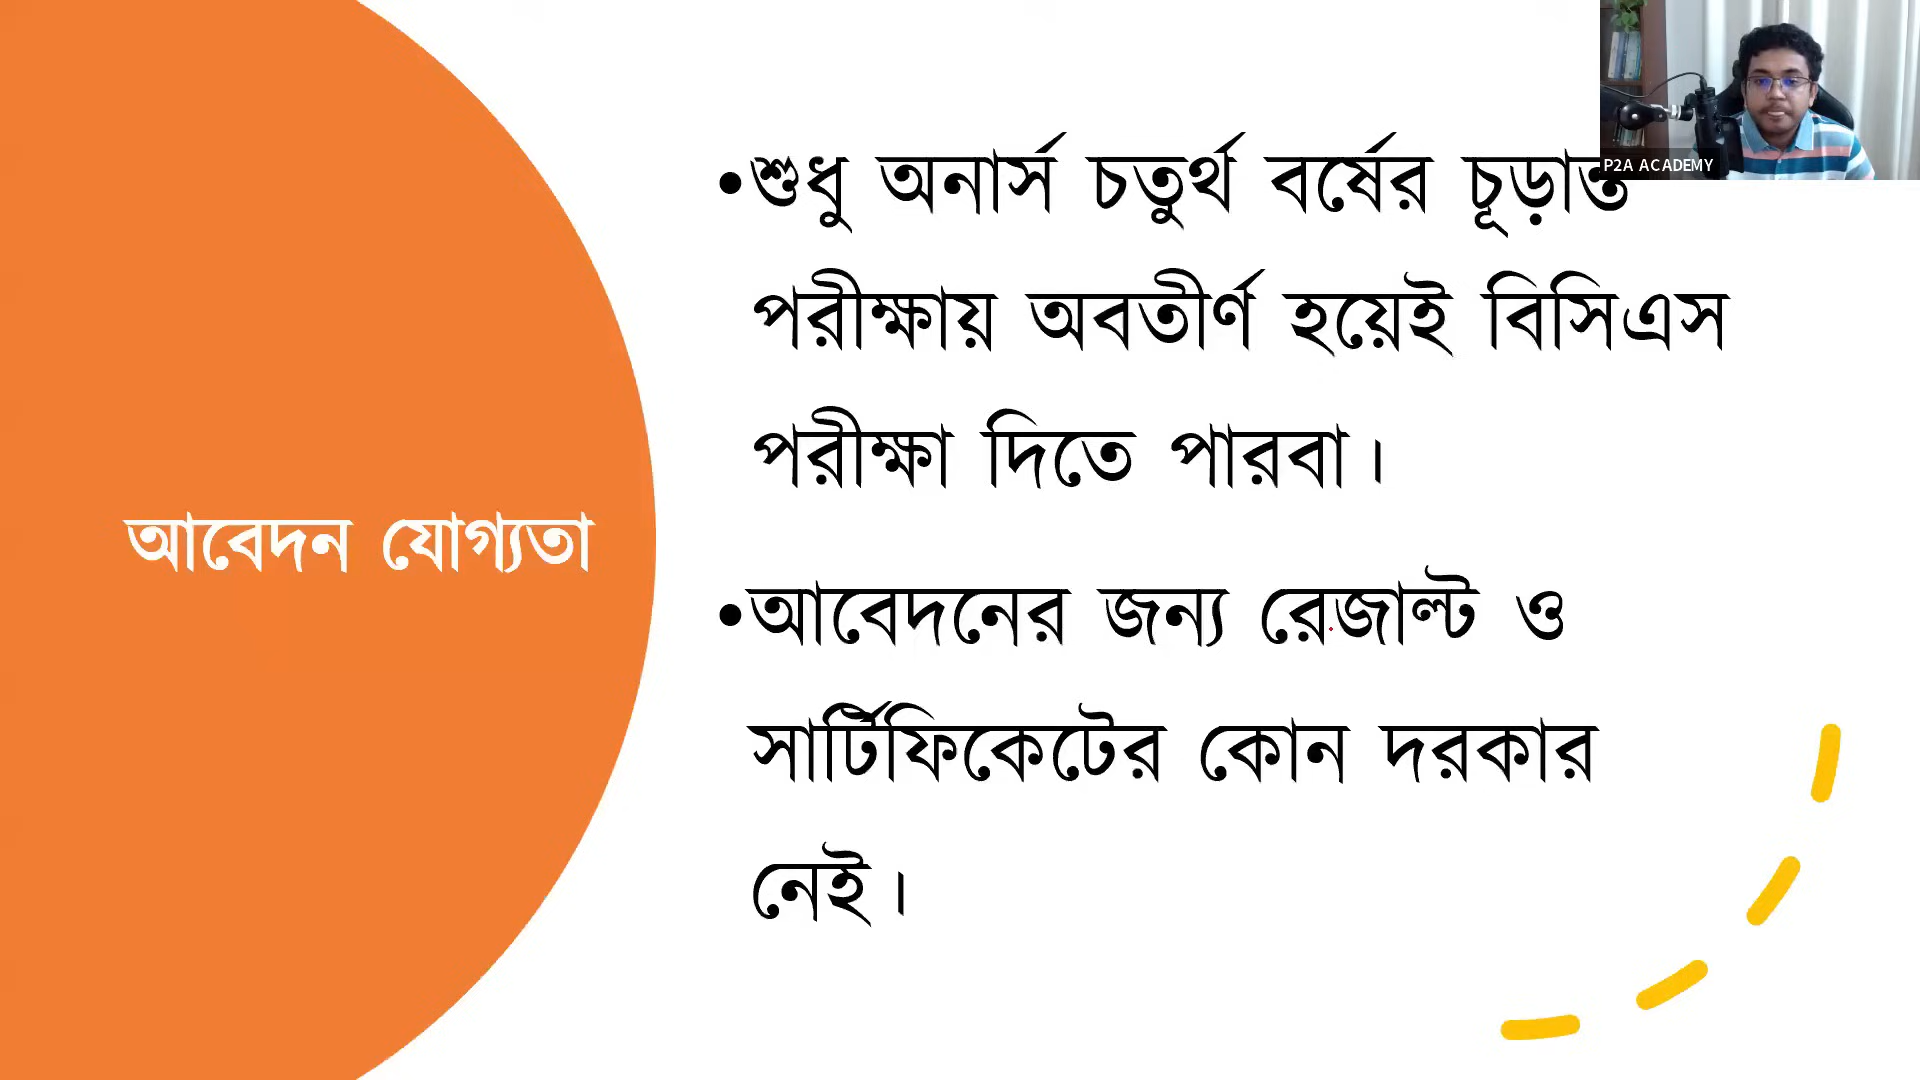 P2A ACADEMY
আবেদন যোগ্যতা
•শুধু অনার্স চতুর্থ বর্ষের চূড়ান্ত
পরীক্ষায় অবতীর্ণ হয়েই বিসিএস
পরীক্ষা দিতে পারবা।
•আবেদনের জন্য রেজাল্ট ও
সার্টিফিকেটের কোন দরকার
নেই।